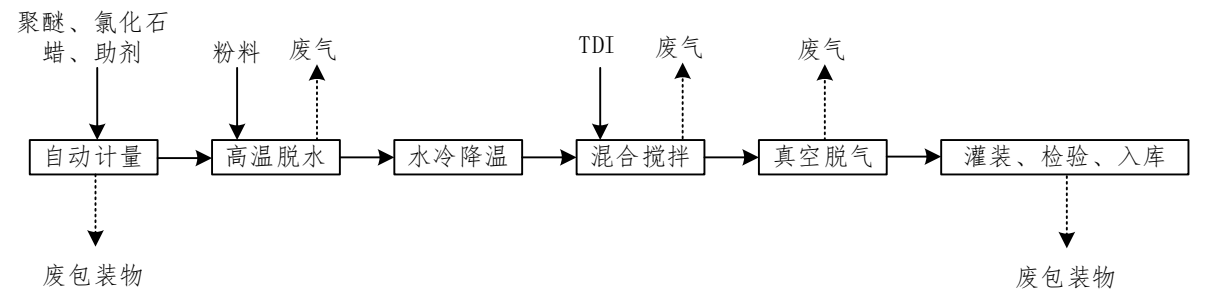 聚醚、氯化石
蜡、助剂
粉料
废气
TDI
废气
废气
自动计量
高温脱水
水冷降温
混合搅拌
真空脱气
灌装、检验、入库
废包装物
废包装物